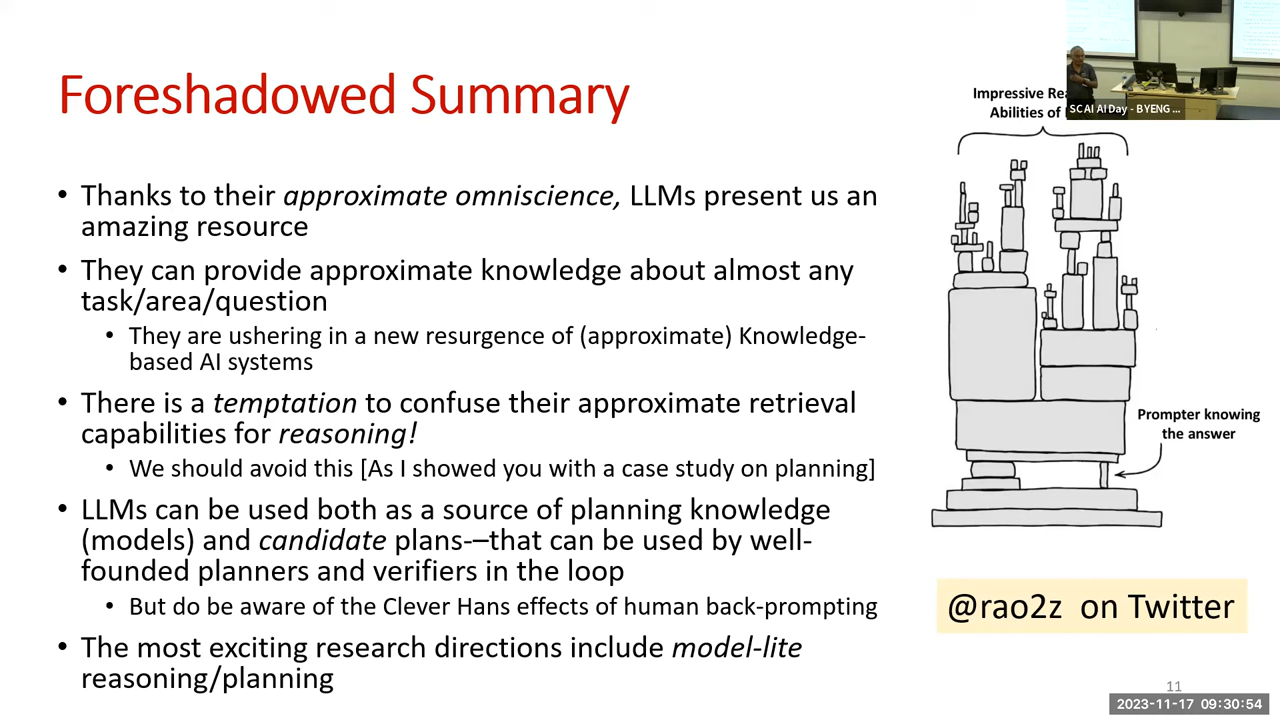 Foreshadowed Summary
• Thanks to their approximate omniscience, LLMs present us an
amazing resource
• They can provide approximate knowledge about almost any
task/area/question
• They are ushering in a new resurgence of (approximate) Knowledge-
based AI systems
• There is a temptation to confuse their approximate retrieval
capabilities for reasoning!
• We should avoid this [As I showed you with a case study on planning]
• LLMs can be used both as a source of planning knowledge
(models) and candidate plans-–that can be used by well-
founded planners and verifiers in the loop
• But do be aware of the Clever Hans effects of human back-prompting
• The most exciting research directions include model-lite
reasoning/planning
SCAI AI Day - BYENG ...
Impressive
Abilities of
Prompter knowing
the answer
@rao2z on Twitter
11
2023-11-17 09:30:54